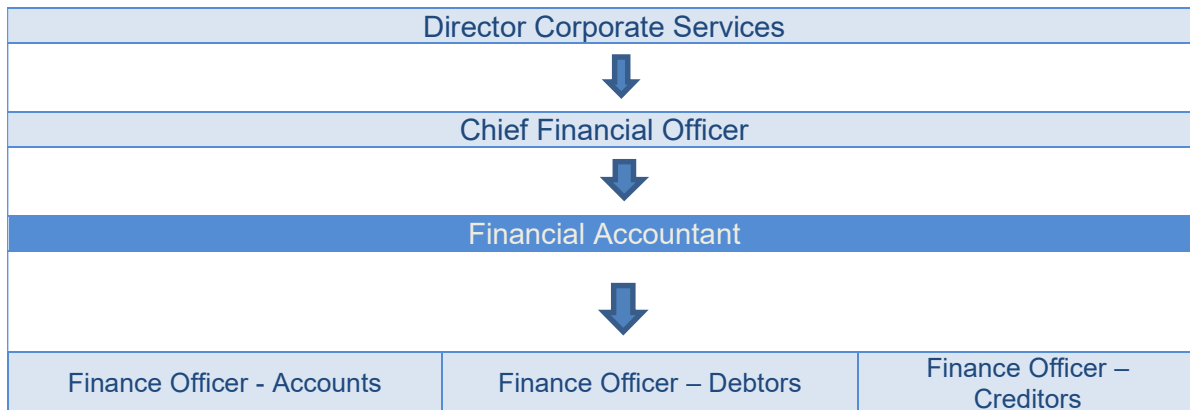 Director Corporate Services
Chief Financial Officer
Financial Accountant
Finance Officer - Accounts
Finance Officer – Debtors
Finance Officer –
Creditors